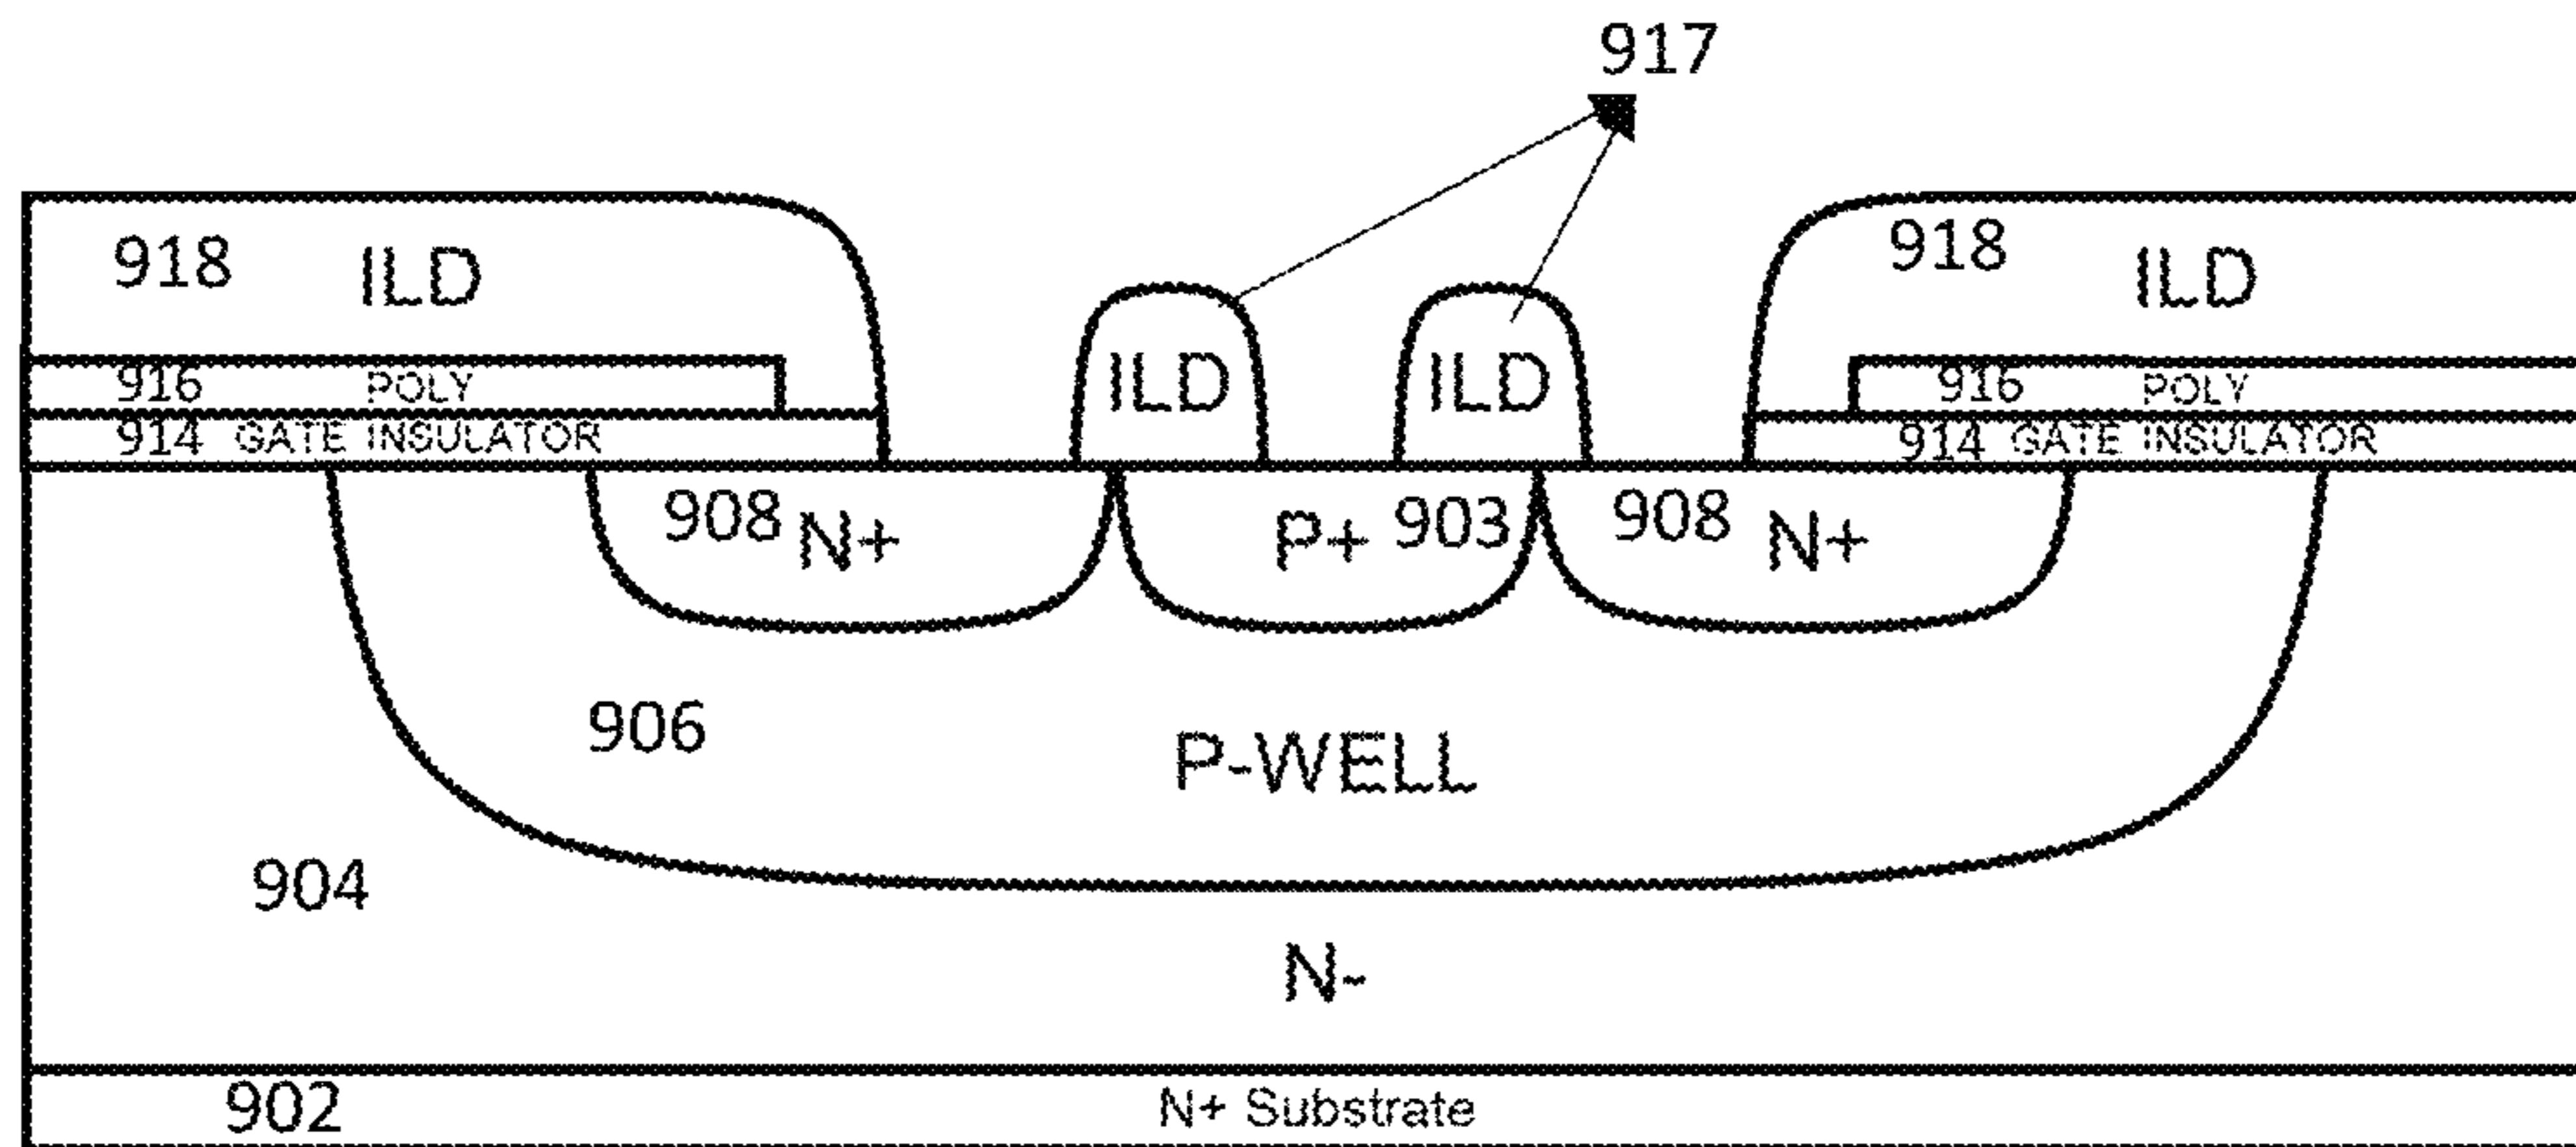 917
918 ILD
918 ILD
ILD
ILD
916 POLY
916 POLY
914 GATE INSULATOR
914 GATE INSULATOR
908 N+
P+ 903
908 N+
906
P-WELL
904
N-
902
N+ Substrate